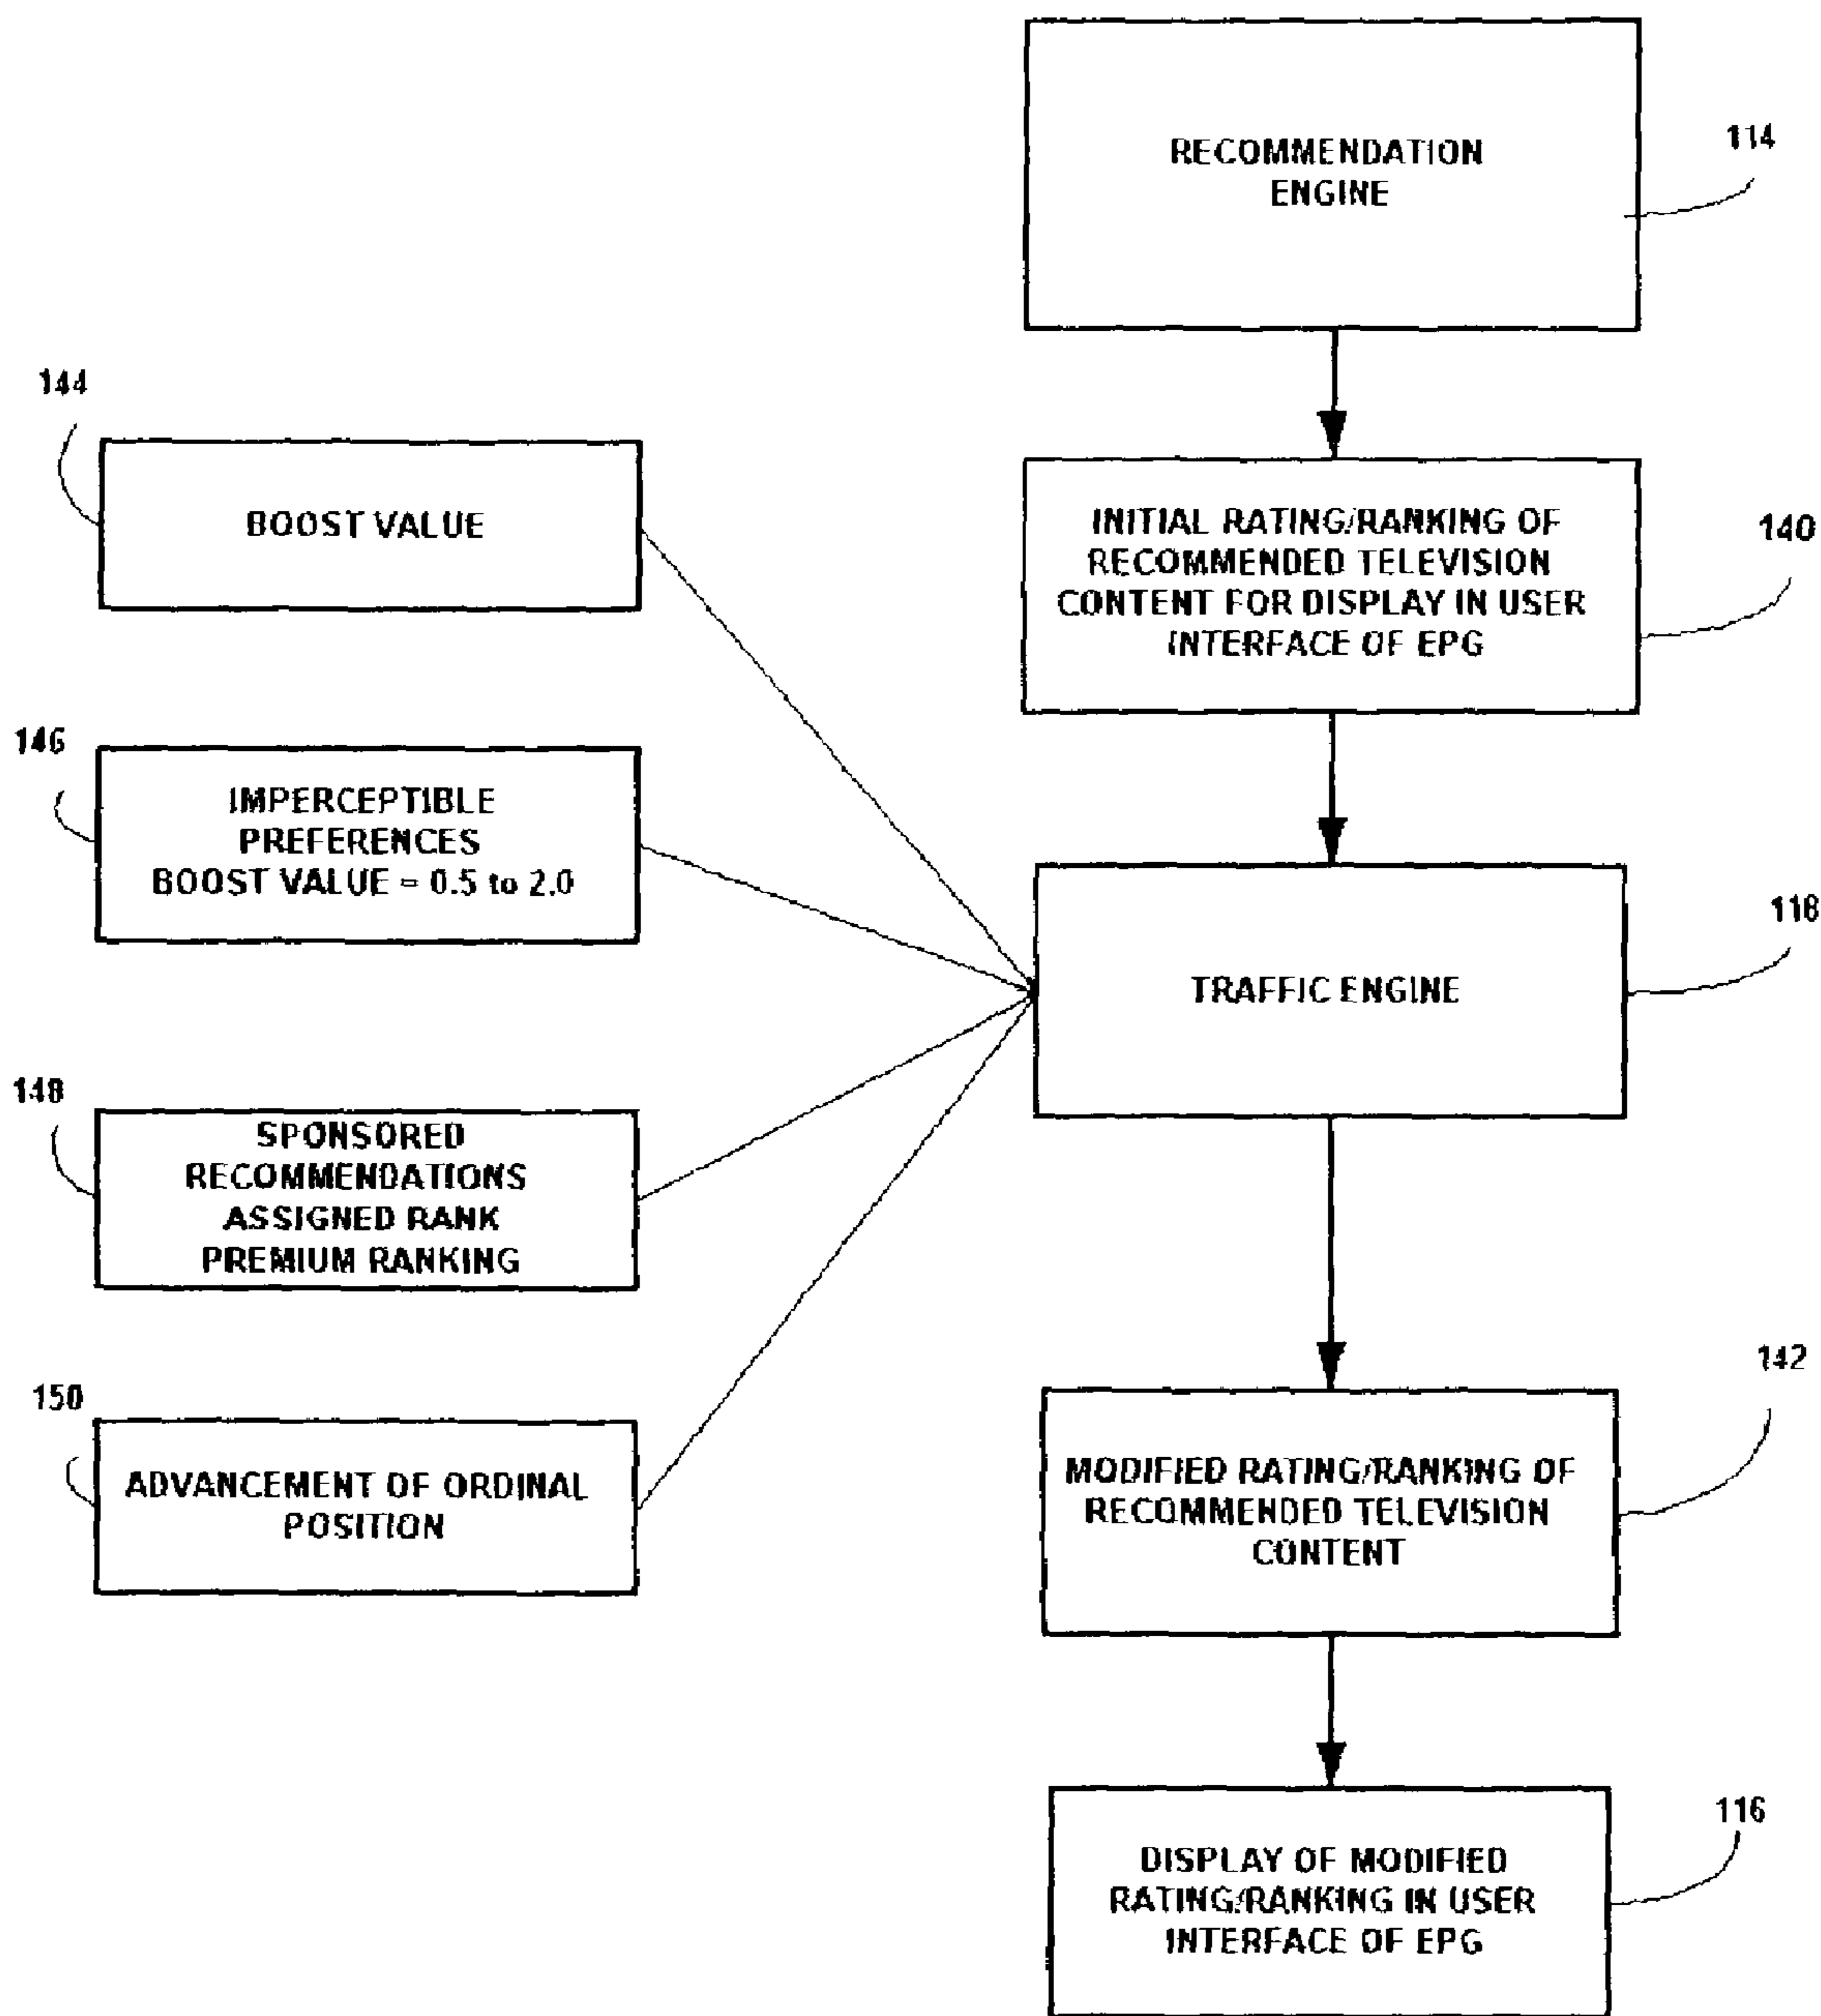 RECOMMENDATION
ENGINE
114
144
BOOST VALUE
INITIAL RATING/RANKING OF
RECOMMENDED TELEVISION
CONTENT FOR DISPLAY IN USER
INTERFACE OF EPG
140
146
IMPERCEPTIBLE
PREFERENCES
BOOST VALUE = 0.5 to 2.0
TRAFFIC ENGINE
118
148
SPONSORED
RECOMMENDATIONS
ASSIGNED RANK
PREMIUM RANKING
150
ADVANCEMENT OF ORDINAL
POSITION
MODIFIED RATING/RANKING OF
RECOMMENDED TELEVISION
CONTENT
142
DISPLAY OF MODIFIED
RATING/RANKING IN USER
INTERFACE OF EPG
116